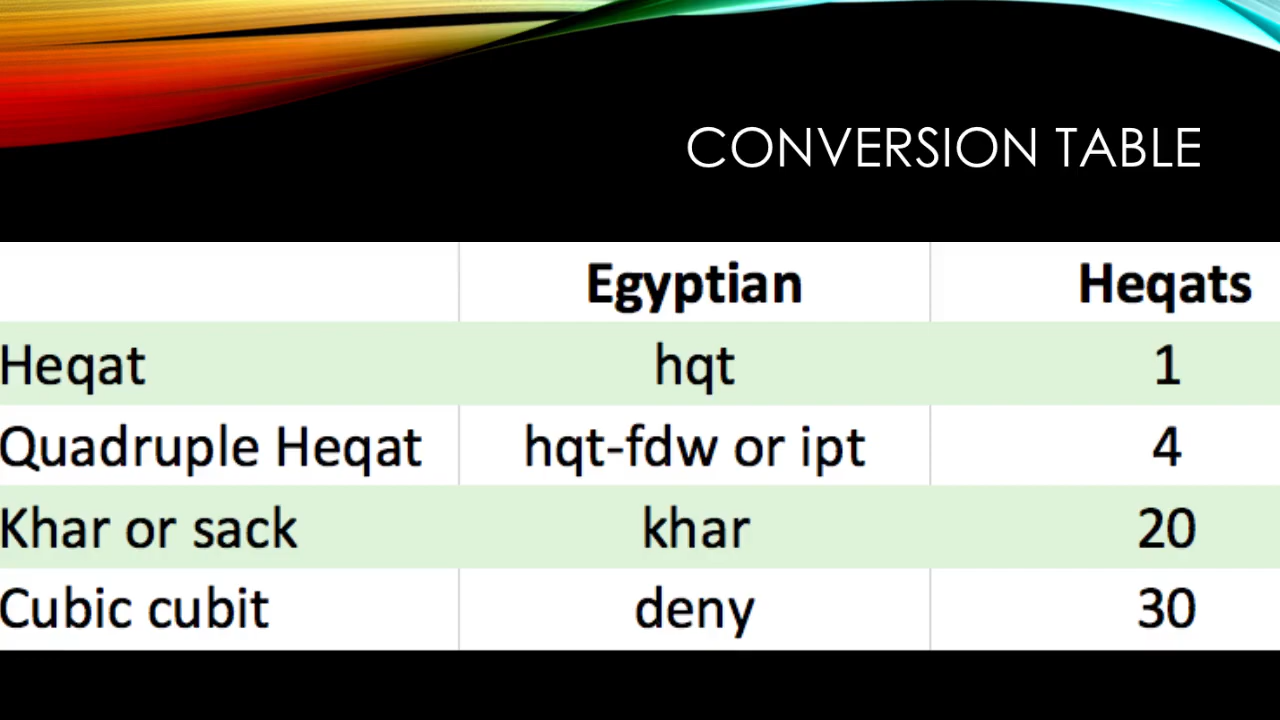 CONVERSION TABLE
Egyptian Heqats
Heqat hqt 1
Quadruple Heqat hqt-fdw or ipt 4
Khar or sack khar 20
Cubic cubit deny 30